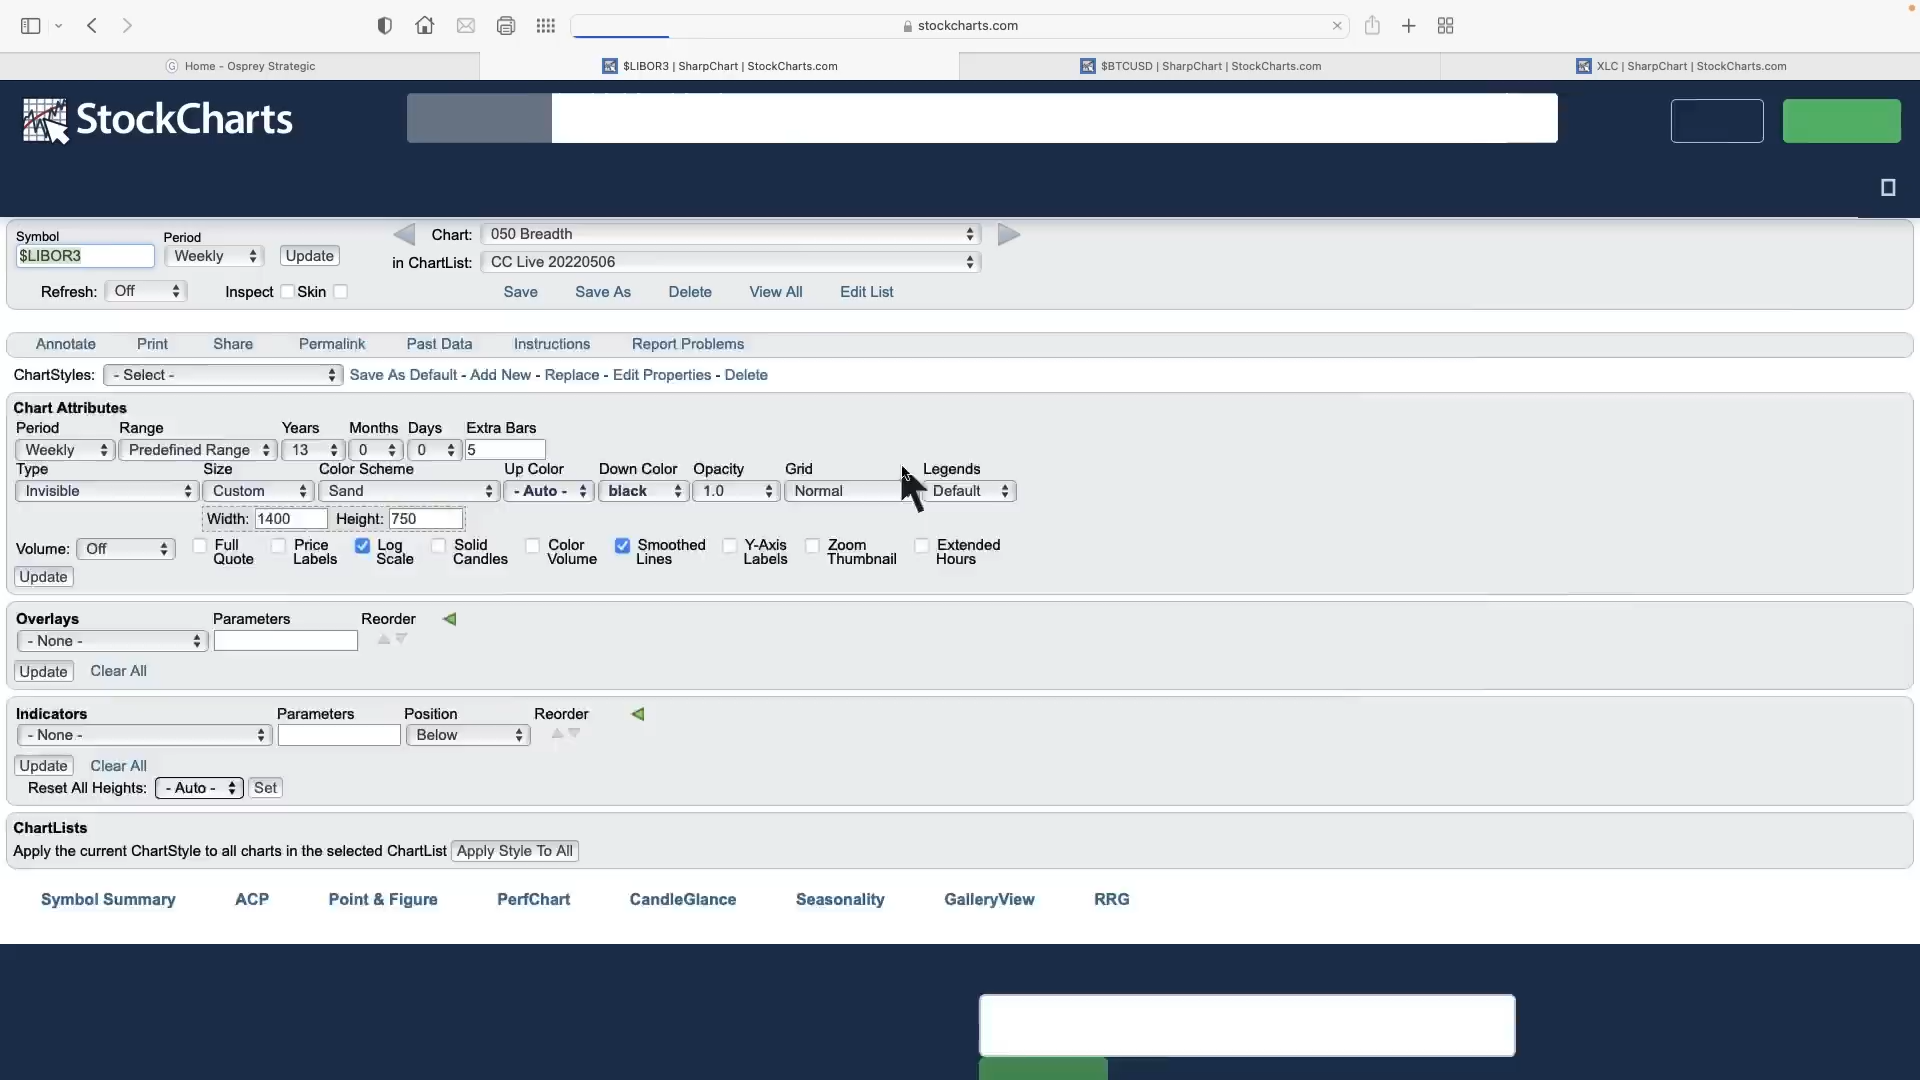 stockcharts.com
Home - Osprey Strategic
$LIBOR3 | SharpChart | StockCharts.com
$BTCUSD | SharpChart | StockCharts.com
XLC | SharpChart | StockCharts.com
StockCharts
Symbol
Period
Chart: 050 Breadth
$LIBOR3
Weekly
Update
in ChartList: CC Live 20220506
Refresh: Off
Inspect
Skin
Save
Save As
Delete
View All
Edit List
Annotate
Print
Share
Permalink
Past Data
Instructions
Report Problems
ChartStyles: - Select - Save As Default - Add New - Replace - Edit Properties - Delete
Chart Attributes
Period Range Years Months Days Extra Bars
Weekly Predefined Range 13 0 0 5
Type Size Color Scheme Up Color Down Color Opacity Grid Legends
Invisible Custom Sand - Auto - black 1.0 Normal Default
Width: 1400 Height: 750
Volume: Off
Full Quote
Price Labels
Log Scale
Solid Candles
Color Volume
Smoothed Lines
Y-Axis Labels
Zoom Thumbnail
Extended Hours
Update
Overlays Parameters Reorder
- None -
Update Clear All
Indicators Parameters Position Reorder
- None - Below
Update Clear All
Reset All Heights: - Auto - Set
ChartLists
Apply the current ChartStyle to all charts in the selected ChartList Apply Style To All
Symbol Summary
ACP
Point & Figure
PerfChart
CandleGlance
Seasonality
GalleryView
RRG